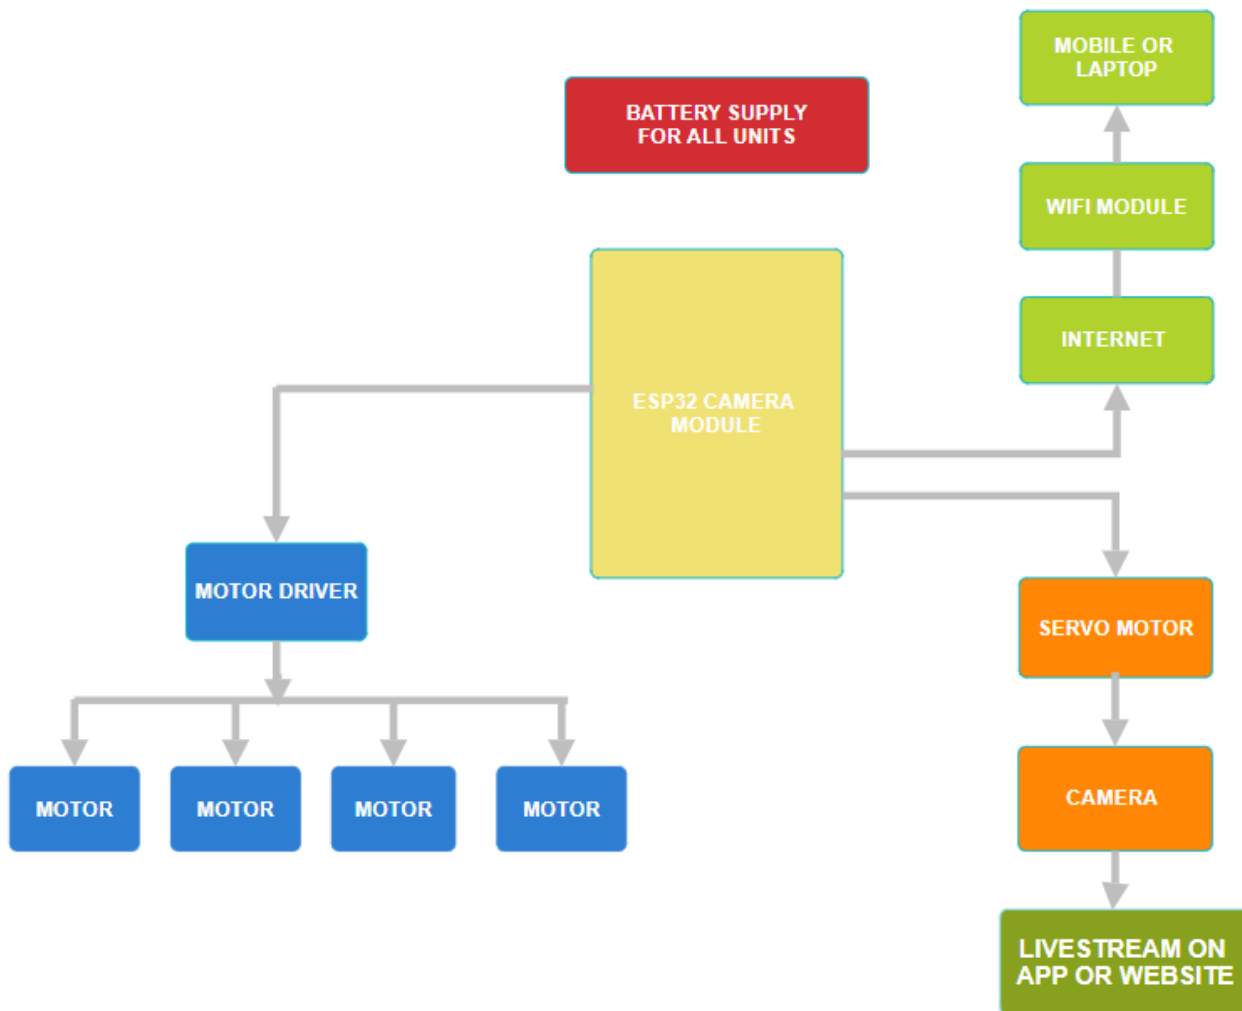 MOBILE OR
LAPTOP
BATTERY SUPPLY
FOR ALL UNITS
WIFI MODULE
INTERNET
ESP32 CAMERA
MODULE
MOTOR DRIVER
SERVO MOTOR
CAMERA
MOTOR
MOTOR
MOTOR
MOTOR
LIVESTREAM ON
APP OR WEBSITE